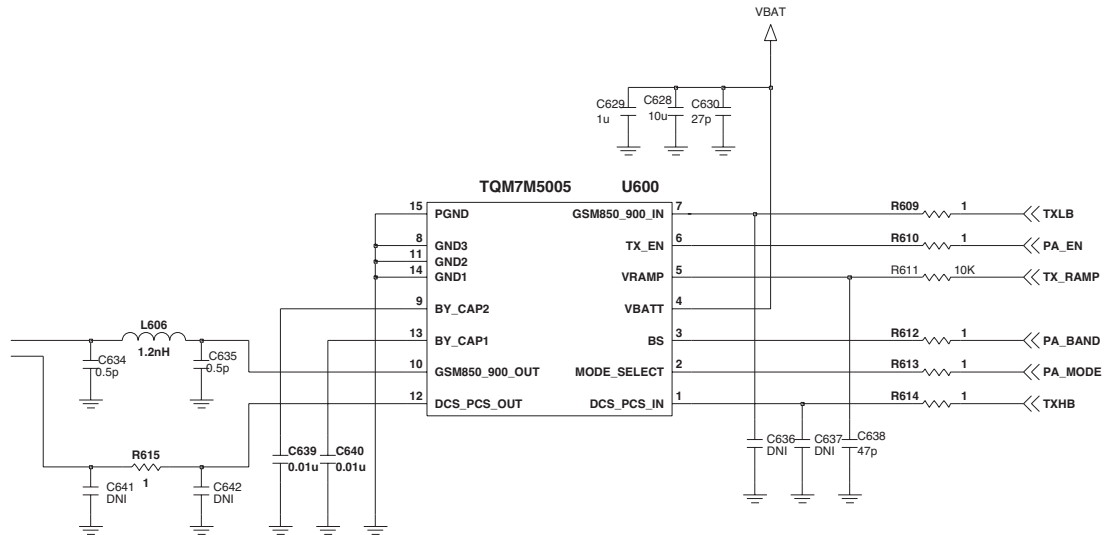 VBAT
C629
1u
C628
10u
C630
27p
TQM7M5005
U600
15
PGND
8
GND3
11
GND2
14
GND1
9
BY_CAP2
13
BY_CAP1
10
GSM850_900_OUT
12
DCS_PCS_OUT
GSM850_900_IN
7
TX_EN
6
VRAMP
5
VBATT
4
BS
3
MODE_SELECT
2
DCS_PCS_IN
1
R609
1
TXLB
R610
1
PA_EN
R611
10K
TX_RAMP
R612
1
PA_BAND
R613
1
PA_MODE
R614
1
TXHB
L606
1.2nH
C634
0.5p
C635
0.5p
R615
1
C641
DNI
C642
DNI
C639
0.01u
C640
0.01u
C636
DNI
C637
DNI
C638
47p